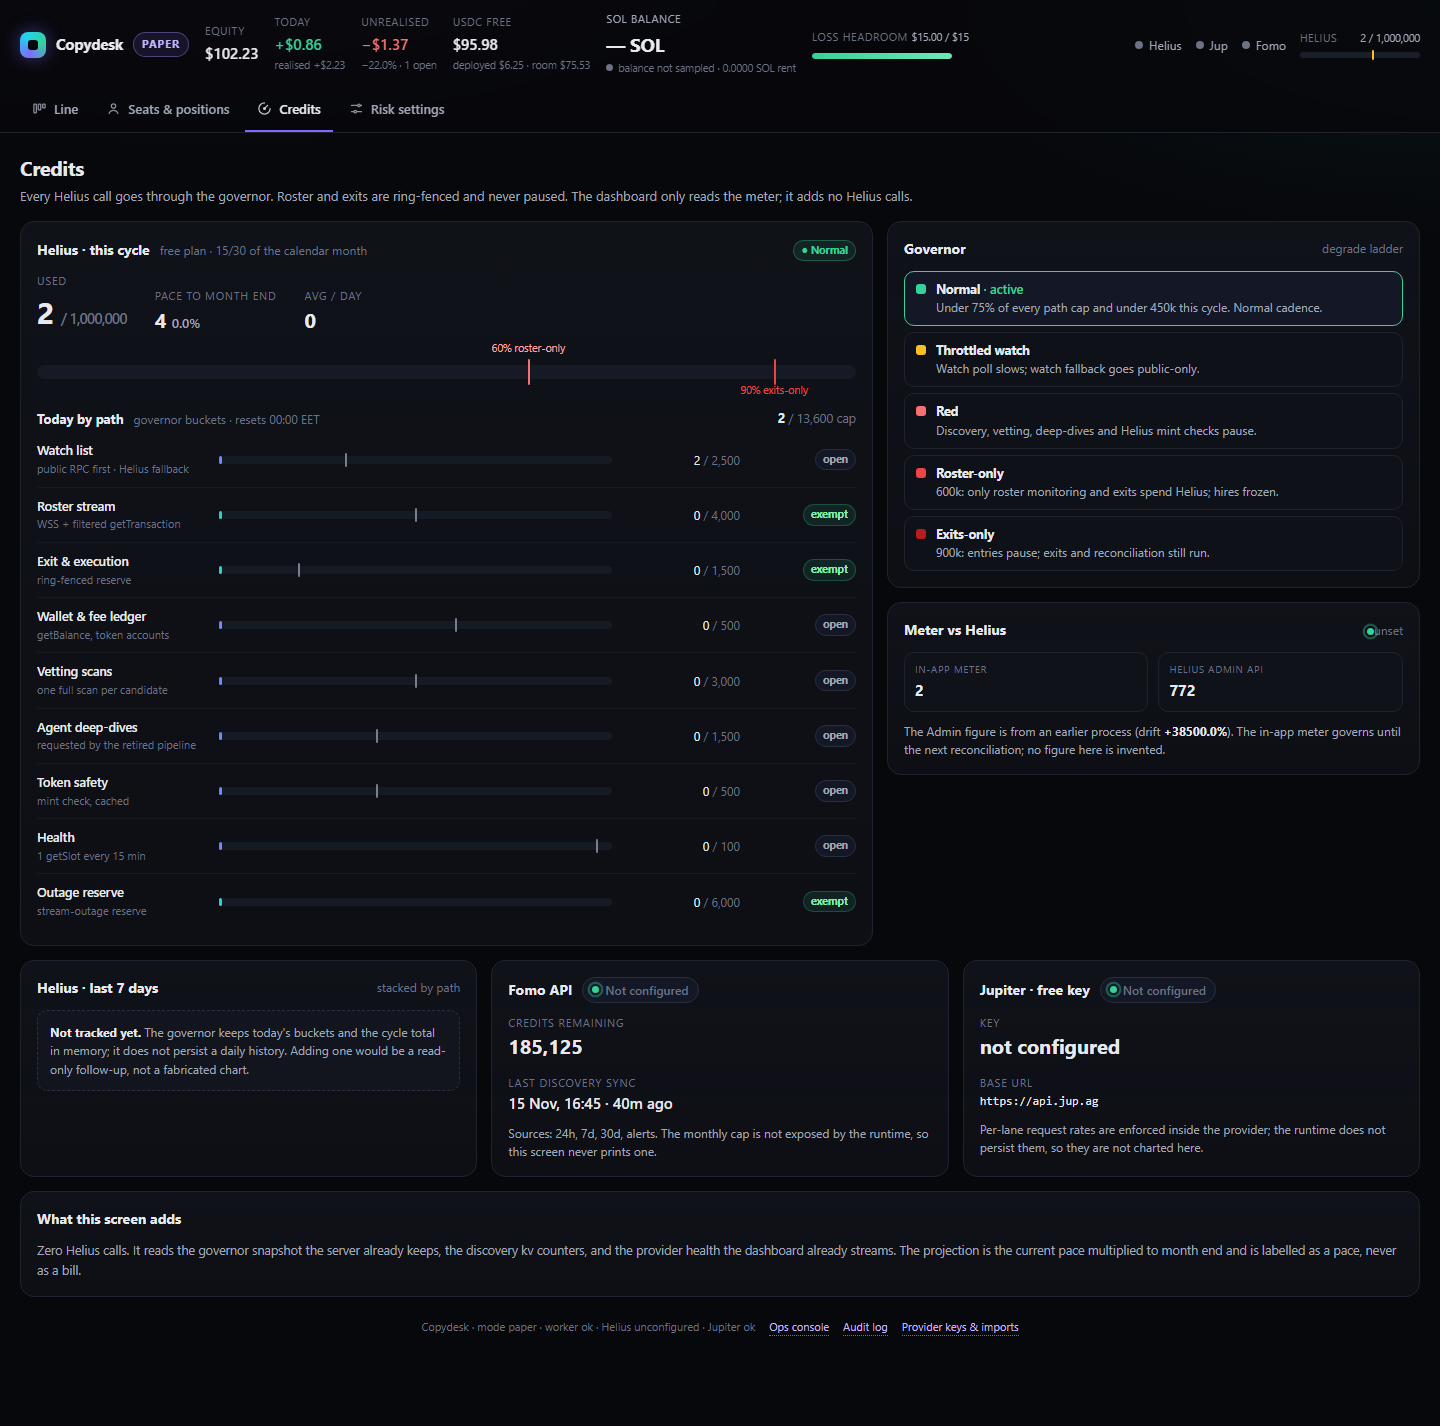 Copydesk PAPER
EQUITY
$102.23
TODAY
+$0.86
realised +$2.23
UNREALISED
−$1.37
−22.0% · 1 open
USDC FREE
$95.98
deployed $6.25 · room $75.53
SOL BALANCE
— SOL
balance not sampled · 0.0000 SOL rent
LOSS HEADROOM $15.00 / $15
Helius Jup Fomo
HELIUS 2 / 1,000,000
Line Seats & positions Credits Risk settings
Credits
Every Helius call goes through the governor. Roster and exits are ring-fenced and never paused. The dashboard only reads the meter; it adds no Helius calls.
Helius · this cycle free plan · 15/30 of the calendar month Normal
USED
2 / 1,000,000
PACE TO MONTH END
4 0.0%
AVG / DAY
0
60% roster-only
90% exits-only
Today by path governor buckets · resets 00:00 EET 2 / 13,600 cap
Watch list
public RPC first · Helius fallback
2 / 2,500 open
Roster stream
WSS + filtered getTransaction
0 / 4,000 exempt
Exit & execution
ring-fenced reserve
0 / 1,500 exempt
Wallet & fee ledger
getBalance, token accounts
0 / 500 open
Vetting scans
one full scan per candidate
0 / 3,000 open
Agent deep-dives
requested by the retired pipeline
0 / 1,500 open
Token safety
mint check, cached
0 / 500 open
Health
1 getSlot every 15 min
0 / 100 open
Outage reserve
stream-outage reserve
0 / 6,000 exempt
Governor degrade ladder
Normal · active
Under 75% of every path cap and under 450k this cycle. Normal cadence.
Throttled watch
Watch poll slows; watch fallback goes public-only.
Red
Discovery, vetting, deep-dives and Helius mint checks pause.
Roster-only
600k: only roster monitoring and exits spend Helius; hires frozen.
Exits-only
900k: entries pause; exits and reconciliation still run.
Meter vs Helius
IN-APP METER
2
HELIUS ADMIN API
772
The Admin figure is from an earlier process (drift +38500.0%). The in-app meter governs until
the next reconciliation; no figure here is invented.
Helius · last 7 days stacked by path
Not tracked yet. The governor keeps today's buckets and the cycle total
in memory; it does not persist a daily history. Adding one would be a read-
only follow-up, not a fabricated chart.
Fomo API Not configured
CREDITS REMAINING
185,125
LAST DISCOVERY SYNC
15 Nov, 16:45 · 40m ago
Sources: 24h, 7d, 30d, alerts. The monthly cap is not exposed by the runtime, so
this screen never prints one.
Jupiter · free key Not configured
KEY
not configured
BASE URL
https://api.jup.ag
Per-lane request rates are enforced inside the provider; the runtime does not
persist them, so they are not charted here.
What this screen adds
Zero Helius calls. It reads the governor snapshot the server already keeps, the discovery kv counters, and the provider health the dashboard already streams. The projection is the current pace multiplied to month end and is labelled as a pace, never
as a bill.
Copydesk · mode paper · worker ok · Helius unconfigured · Jupiter ok Ops console Audit log Provider keys & imports